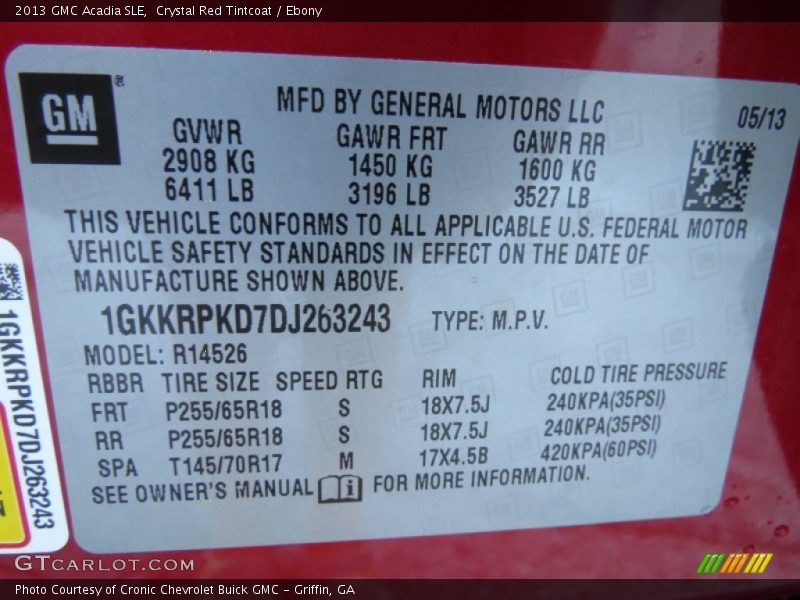 2013 GMC Acadia SLE, Crystal Red Tintcoat / Ebony
GM®
MFD BY GENERAL MOTORS LLC
05/13
GVWR GAWR FRT GAWR RR
2908 KG 1450 KG 1600 KG
6411 LB 3196 LB 3527 LB
THIS VEHICLE CONFORMS TO ALL APPLICABLE U.S. FEDERAL MOTOR
VEHICLE SAFETY STANDARDS IN EFFECT ON THE DATE OF
MANUFACTURE SHOWN ABOVE.
1GKKRPKD7DJ263243 TYPE: M.P.V.
MODEL: R14526
RBBR TIRE SIZE SPEED RTG RIM COLD TIRE PRESSURE
FRT P255/65R18 S 18X7.5J 240KPA(35PSI)
RR P255/65R18 S 18X7.5J 240KPA(35PSI)
SPA T145/70R17 M 17X4.5B 420KPA(60PSI)
SEE OWNER'S MANUAL FOR MORE INFORMATION.
1GKKRPKD7DJ263243
GTCARLOT.COM
Photo Courtesy of Cronic Chevrolet Buick GMC - Griffin, GA